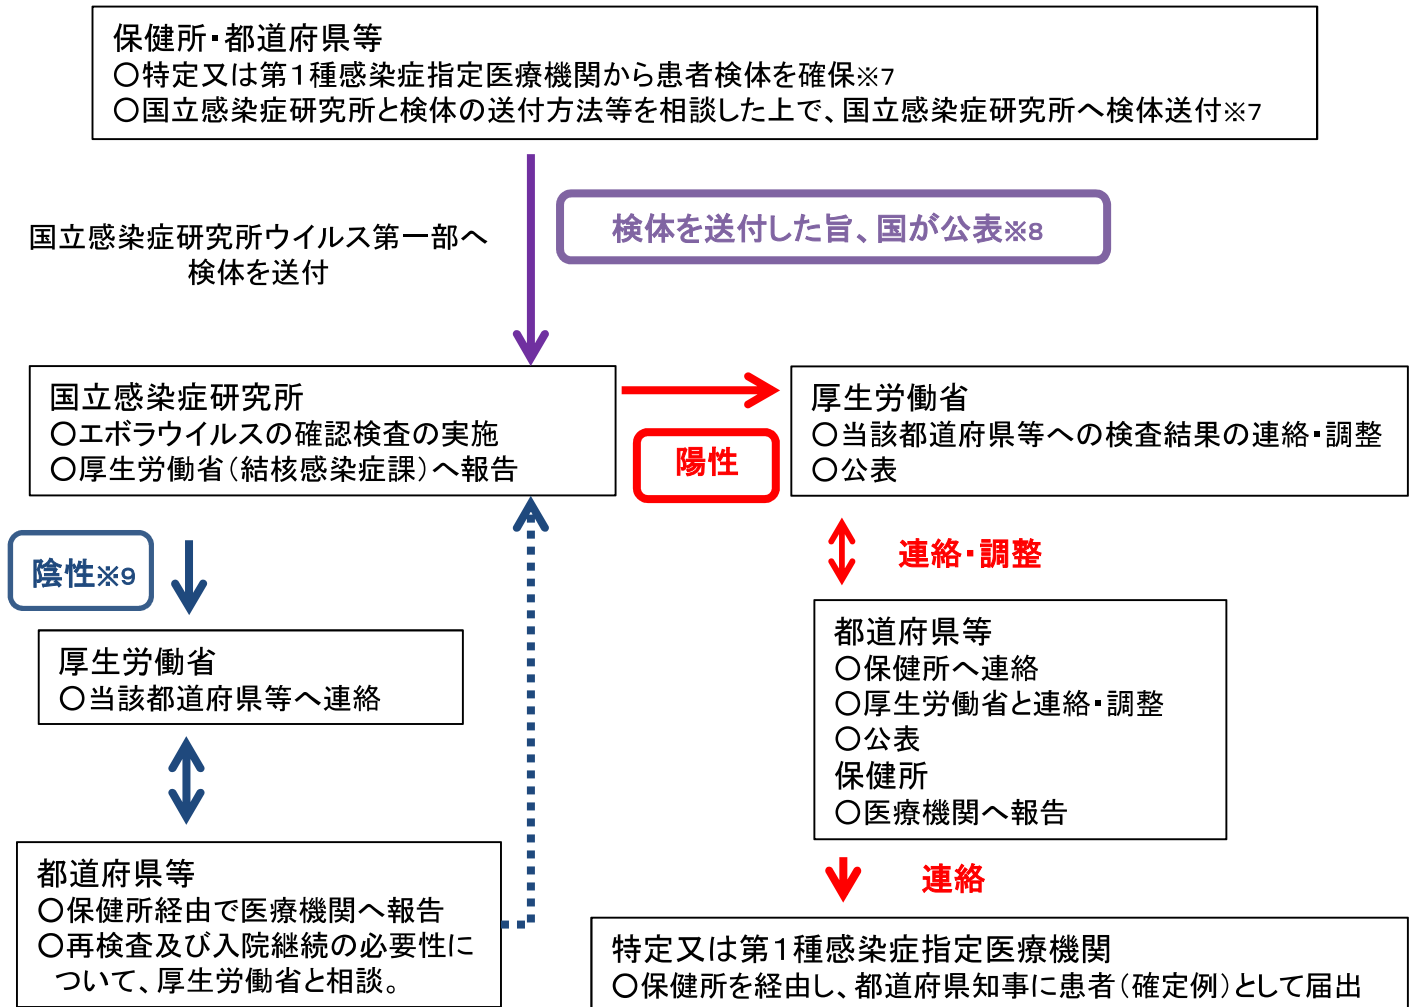 保健所・都道府県等
○特定又は第1種感染症指定医療機関から患者検体を確保※7
○国立感染症研究所と検体の送付方法等を相談した上で、国立感染症研究所へ検体送付※7
検体を送付した旨、国が公表※8
国立感染症研究所ウイルス第一部へ
検体を送付
国立感染症研究所
○エボラウイルスの確認検査の実施
○厚生労働省(結核感染症課)へ報告
陽性
厚生労働省
○当該都道府県等への検査結果の連絡・調整
○公表
陰性※9
連絡・調整
厚生労働省
○当該都道府県等へ連絡
都道府県等
○保健所へ連絡
○厚生労働省と連絡・調整
○公表
保健所
○医療機関へ報告
都道府県等
○保健所経由で医療機関へ報告
○再検査及び入院継続の必要性に
ついて、厚生労働省と相談。
連絡
特定又は第1種感染症指定医療機関
○保健所を経由し、都道府県知事に患者(確定例)として届出